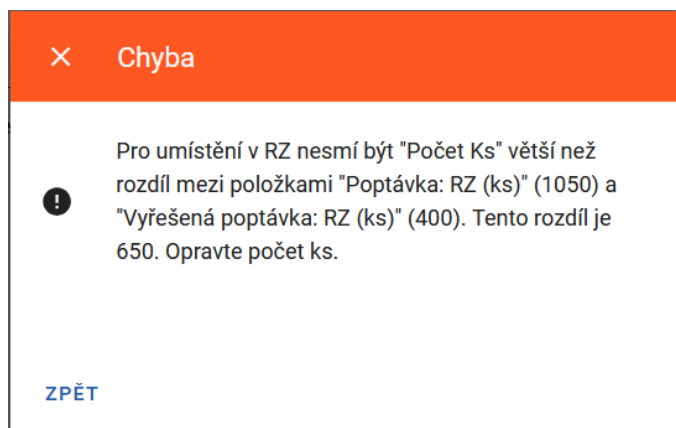 Chyba
Pro umístění v RZ nesmí být "Počet Ks" větší než
rozdíl mezi položkami "Poptávka: RZ (ks)" (1050) a
"Vyřešená poptávka: RZ (ks)" (400). Tento rozdíl je
650. Opravte počet ks.
ZPĚT